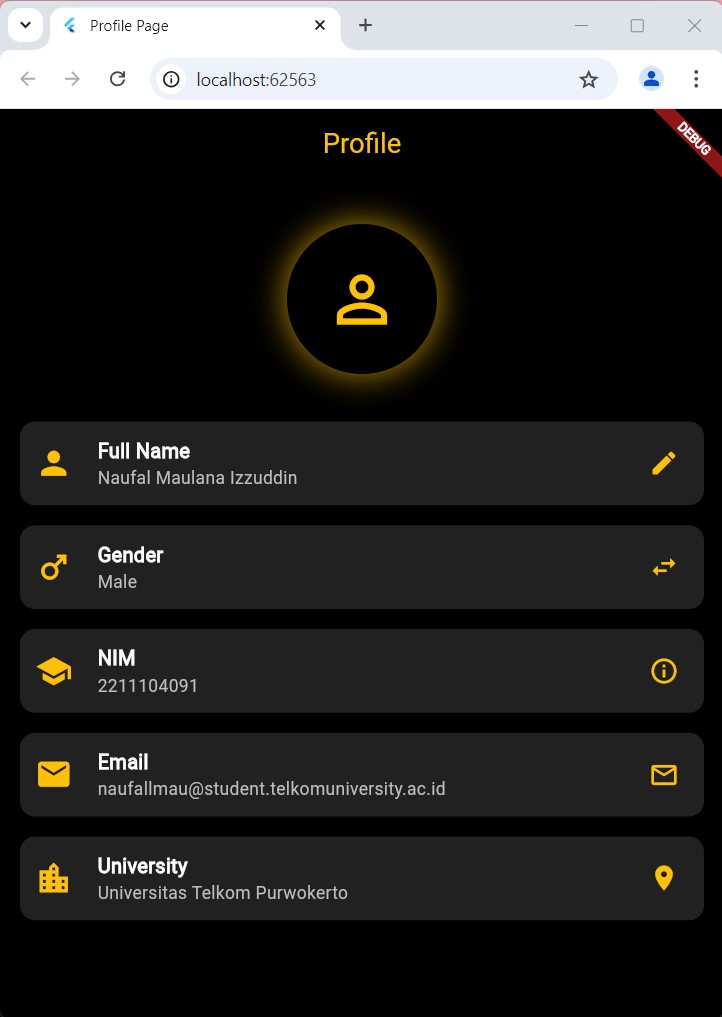 Profile Page
localhost:62563
DEBUG
Profile
Full Name
Naufal Maulana Izzuddin
Gender
Male
NIM
2211104091
Email
naufallmau@student.telkomuniversity.ac.id
University
Universitas Telkom Purwokerto